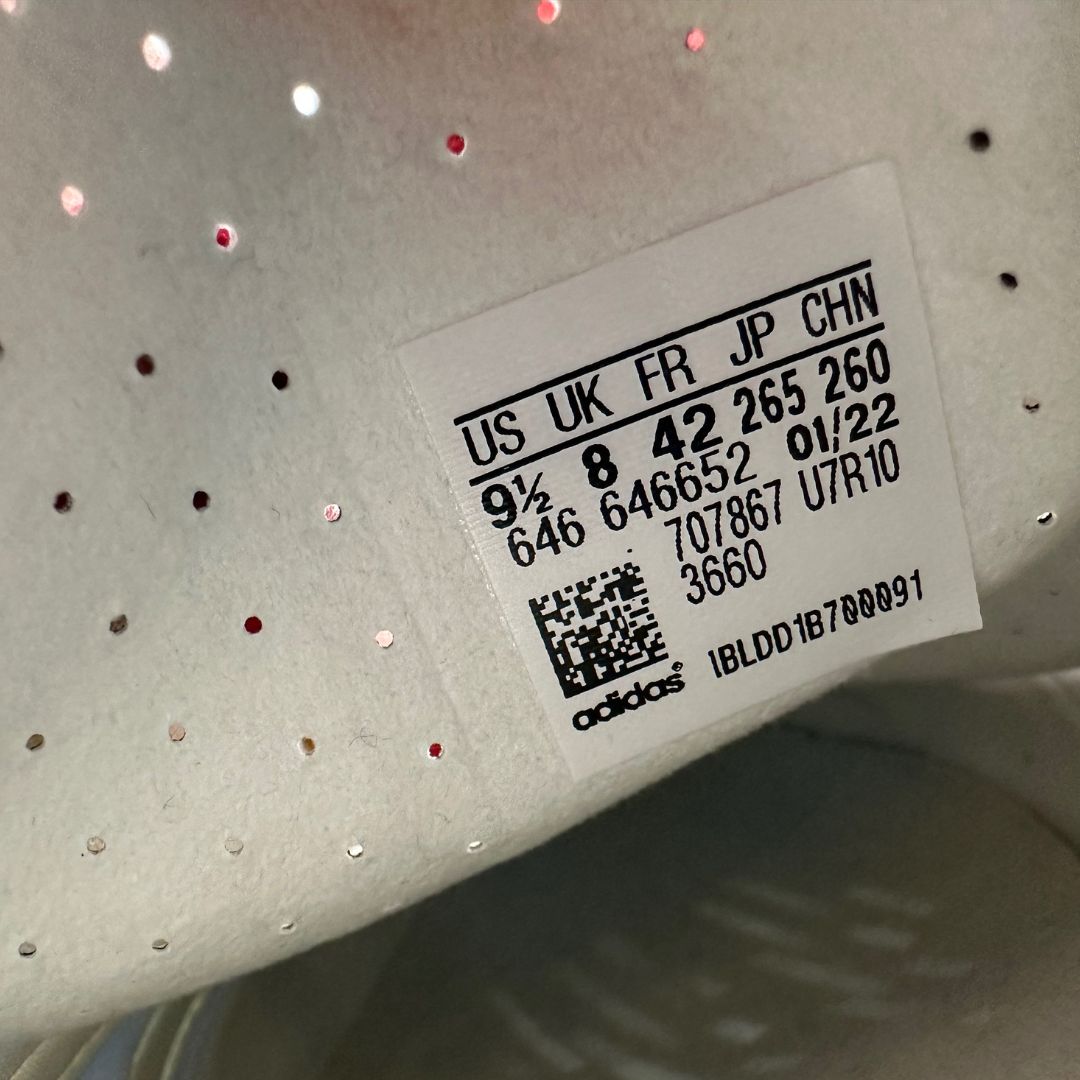 US UK FR JP CHN
9½ 8 42 265 260
646 646652 01/22
707867 U7R10
3660
1BLDD1B700091
adidas®